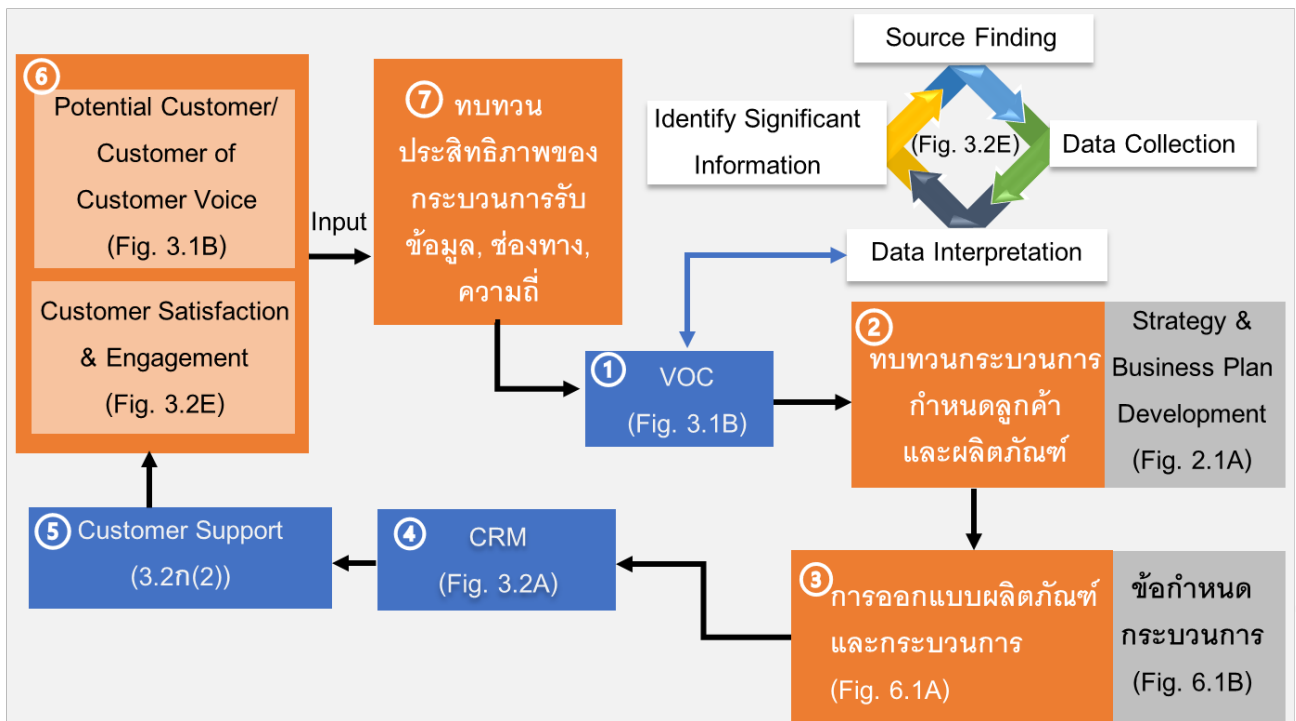 ⑥
Potential Customer/
Customer of
Customer Voice
(Fig. 3.1B)
Customer Satisfaction
& Engagement
(Fig. 3.2E)
Input
⑦ ทบทวน
ประสิทธิภาพของ
กระบวนการรับ
ข้อมูล, ช่องทาง,
ความถี่
Source Finding
Identify Significant
Information
(Fig. 3.2E)
Data Collection
Data Interpretation
① VOC
(Fig. 3.1B)
②
ทบทวนกระบวนการ
กำหนดลูกค้า
และผลิตภัณฑ์
Strategy &
Business Plan
Development
(Fig. 2.1A)
③
การออกแบบผลิตภัณฑ์
และกระบวนการ
(Fig. 6.1A)
ข้อกำหนด
กระบวนการ
(Fig. 6.1B)
④ CRM
(Fig. 3.2A)
⑤ Customer Support
(3.2ก(2))